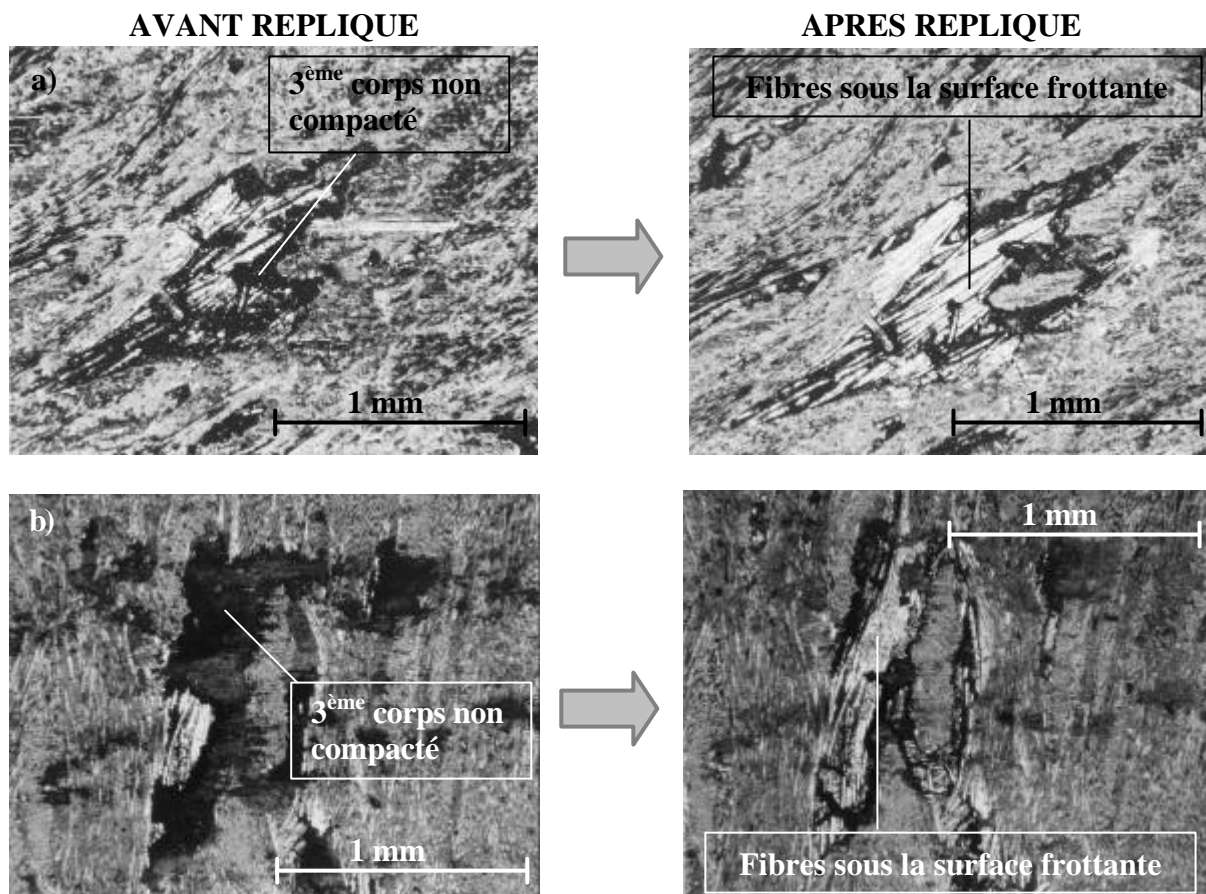 AVANT REPLIQUE
APRES REPLIQUE
a)
3ème corps non
compacté
1 mm
Fibres sous la surface frottante
1 mm
b)
3ème corps non
compacté
1 mm
1 mm
Fibres sous la surface frottante